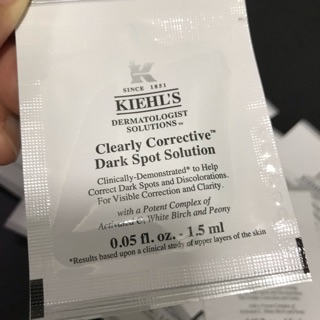 K
SINCE 1851
KIEHL'S
DERMATOLOGIST
SOLUTIONS™
Clearly Corrective™
Dark Spot Solution
Clinically-Demonstrated* to Help
Correct Dark Spots and Discolorations.
For Visible Correction and Clarity.
with a Potent Complex of
Activated C, White Birch and Peony
0.05 fl. oz. - 1.5 ml
*Results based upon a clinical study of upper layers of the skin